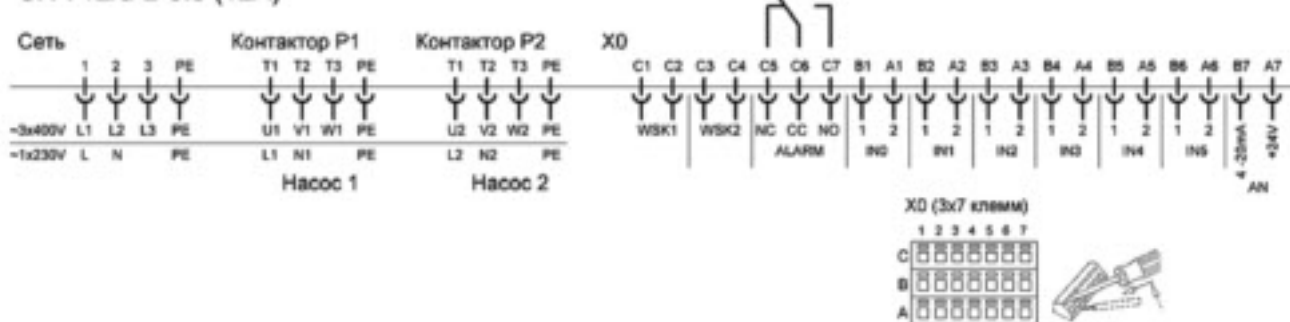 Сеть Контактор P1 Контактор P2 X0
1 2 3 PE T1 T2 T3 PE T1 T2 T3 PE C1 C2 C3 C4 C5 C6 C7 B1 A1 B2 A2 B3 A3 B4 A4 B5 A5 B6 A6 B7 A7
~3x400V L1 L2 L3 PE U1 V1 W1 PE U2 V2 W2 PE WSK1 WSK2 NC CC NO 1 2 1 2 1 2 1 2 1 2 1 2 4 -20mA +24V
~1x230V L N PE L1 N1 PE L2 N2 PE ALARM IN0 IN1 IN2 IN3 IN4 IN5 AN
Насос 1 Насос 2
X0 (3x7 клемм)
1 2 3 4 5 6 7
C
B
A